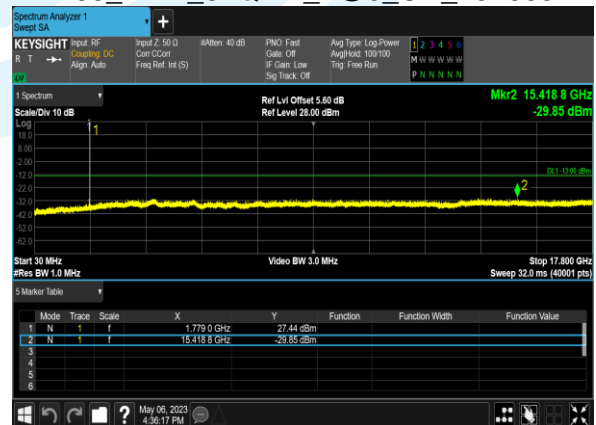 Spectrum Analyzer 1
Swept SA
+
KEYSIGHT
R T
Input: RF
Coupling: DC
Align: Auto
Input Z: 50 Ω
Corr CCorr
Freq Ref: Int (S)
#Atten: 40 dB
PNO: Fast
Gate: Off
IF Gain: Low
Sig Track: Off
Avg Type: Log-Power
Avg|Hold: 100/100
Trig: Free Run
1 2 3 4 5 6
M W W W W W
P N N N N N
1 Spectrum
Scale/Div 10 dB
Ref Lvl Offset 5.60 dB
Ref Level 28.00 dBm
Mkr2 15.418 8 GHz
-29.85 dBm
Log
18.0
8.00
-2.00
-12.0
-22.0
-32.0
-42.0
-52.0
-62.0
1
DL1 -13.00 dBm
2
Start 30 MHz
#Res BW 1.0 MHz
Video BW 3.0 MHz
Stop 17.800 GHz
Sweep 32.0 ms (40001 pts)
5 Marker Table
Mode Trace Scale X Y Function Function Width Function Value
1 N 1 f 1.779 0 GHz 27.44 dBm
2 N 1 f 15.418 8 GHz -29.85 dBm
3
4
5
6
?
May 06, 2023
4:36:17 PM